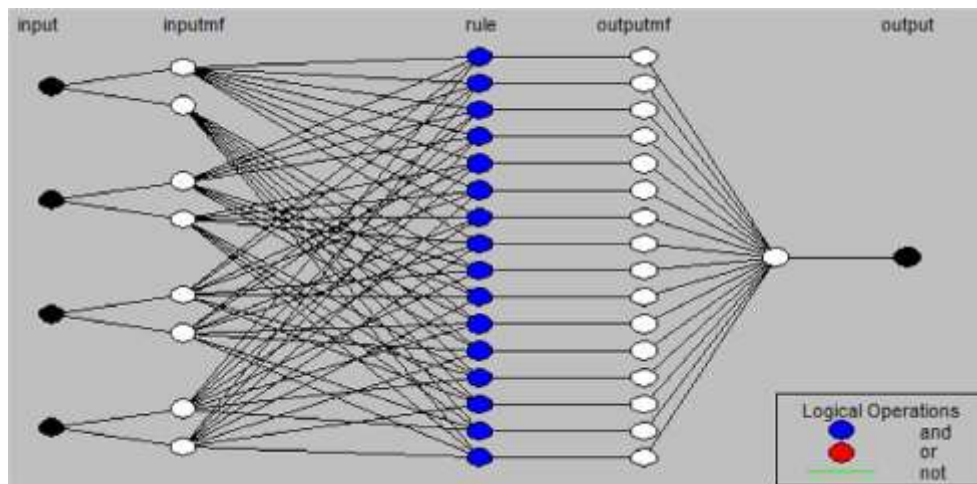 input inputmf rule outputmf output
Logical Operations
and
or
not